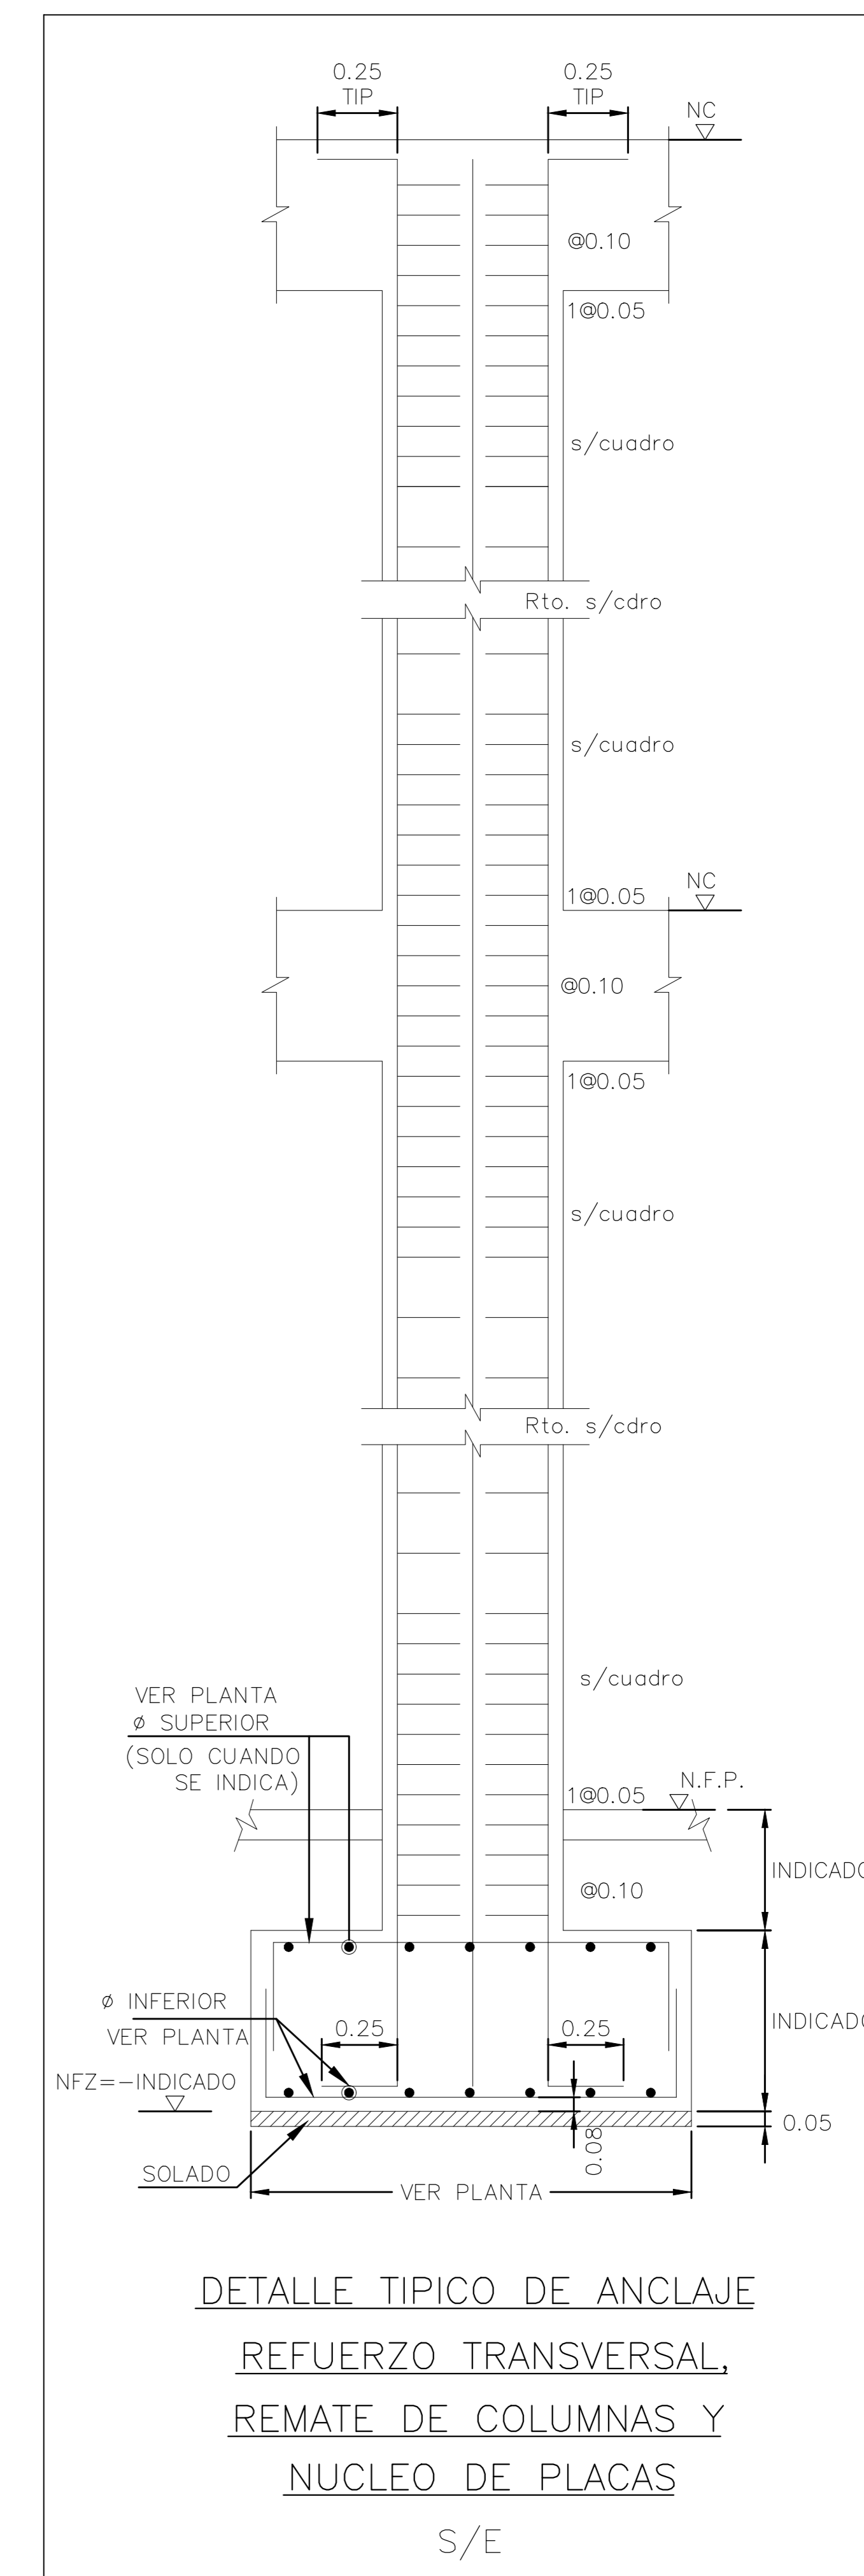 0.25
TIP
0.25
TIP
NC
@0.10
1@0.05
s/cuadro
Rto. s/cdro
s/cuadro
1@0.05
NC
@0.10
1@0.05
s/cuadro
Rto. s/cdro
s/cuadro
VER PLANTA
ø SUPERIOR
(SOLO CUANDO
SE INDICA)
1@0.05
N.F.P.
INDICADO
@0.10
ø INFERIOR
VER PLANTA
0.25
0.25
INDICADO
NFZ=-INDICADO
0.05
0.08
SOLADO
VER PLANTA
DETALLE TIPICO DE ANCLAJE
REFUERZO TRANSVERSAL,
REMATE DE COLUMNAS Y
NUCLEO DE PLACAS
S/E